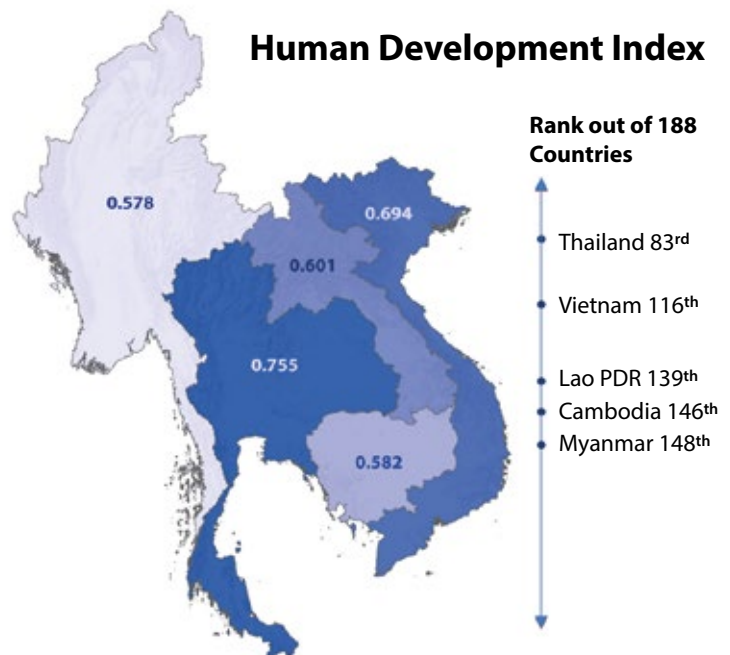 Human Development Index
Rank out of 188
Countries
0.578
0.694
Thailand 83rd
0.601
Vietnam 116th
0.755
Lao PDR 139th
Cambodia 146th
Myanmar 148th
0.582